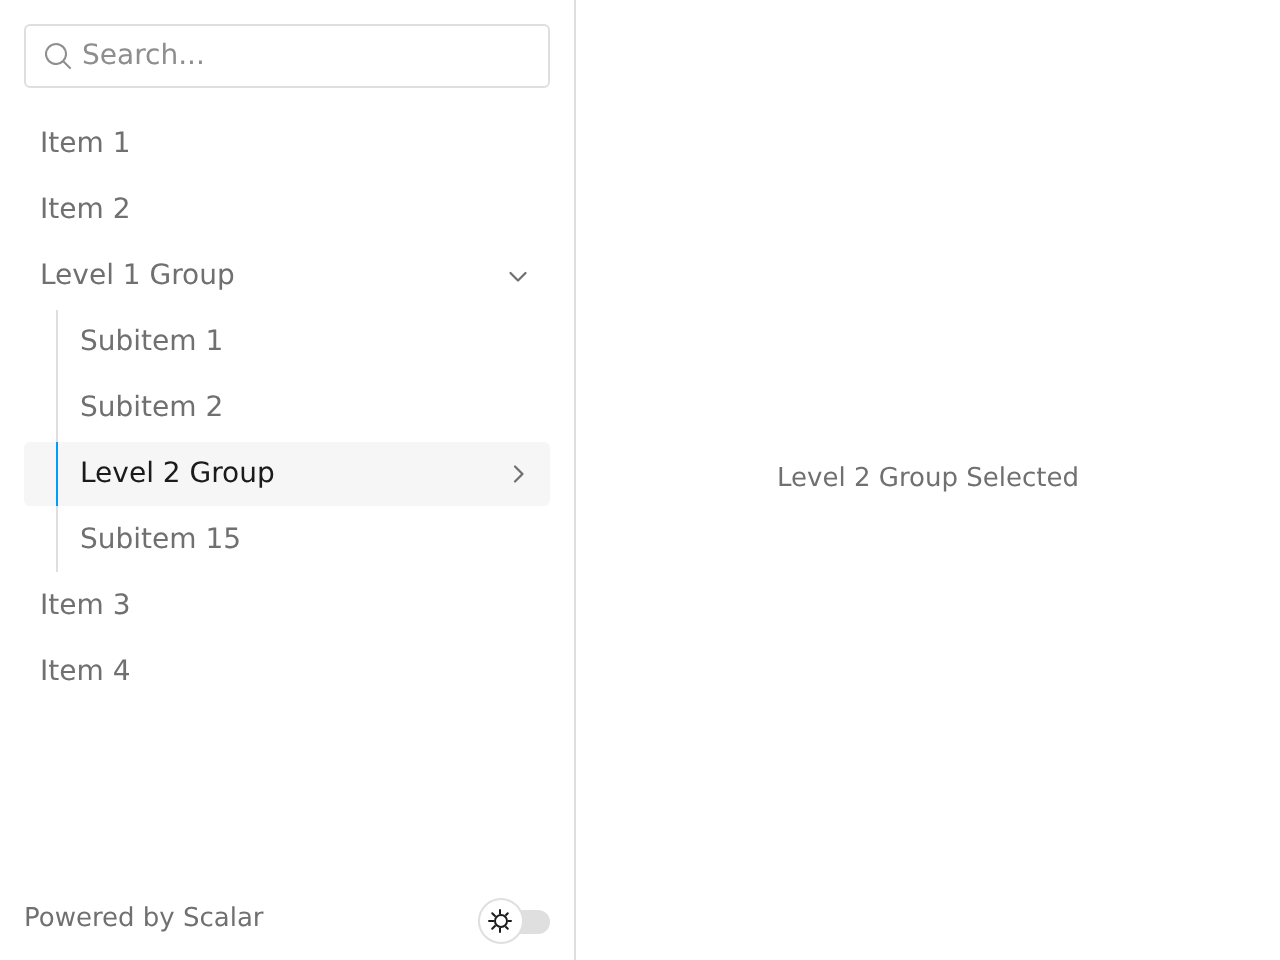 Search...
Item 1
Item 2
Level 1 Group
Subitem 1
Subitem 2
Level 2 Group
Level 2 Group Selected
Subitem 15
Item 3
Item 4
Powered by Scalar